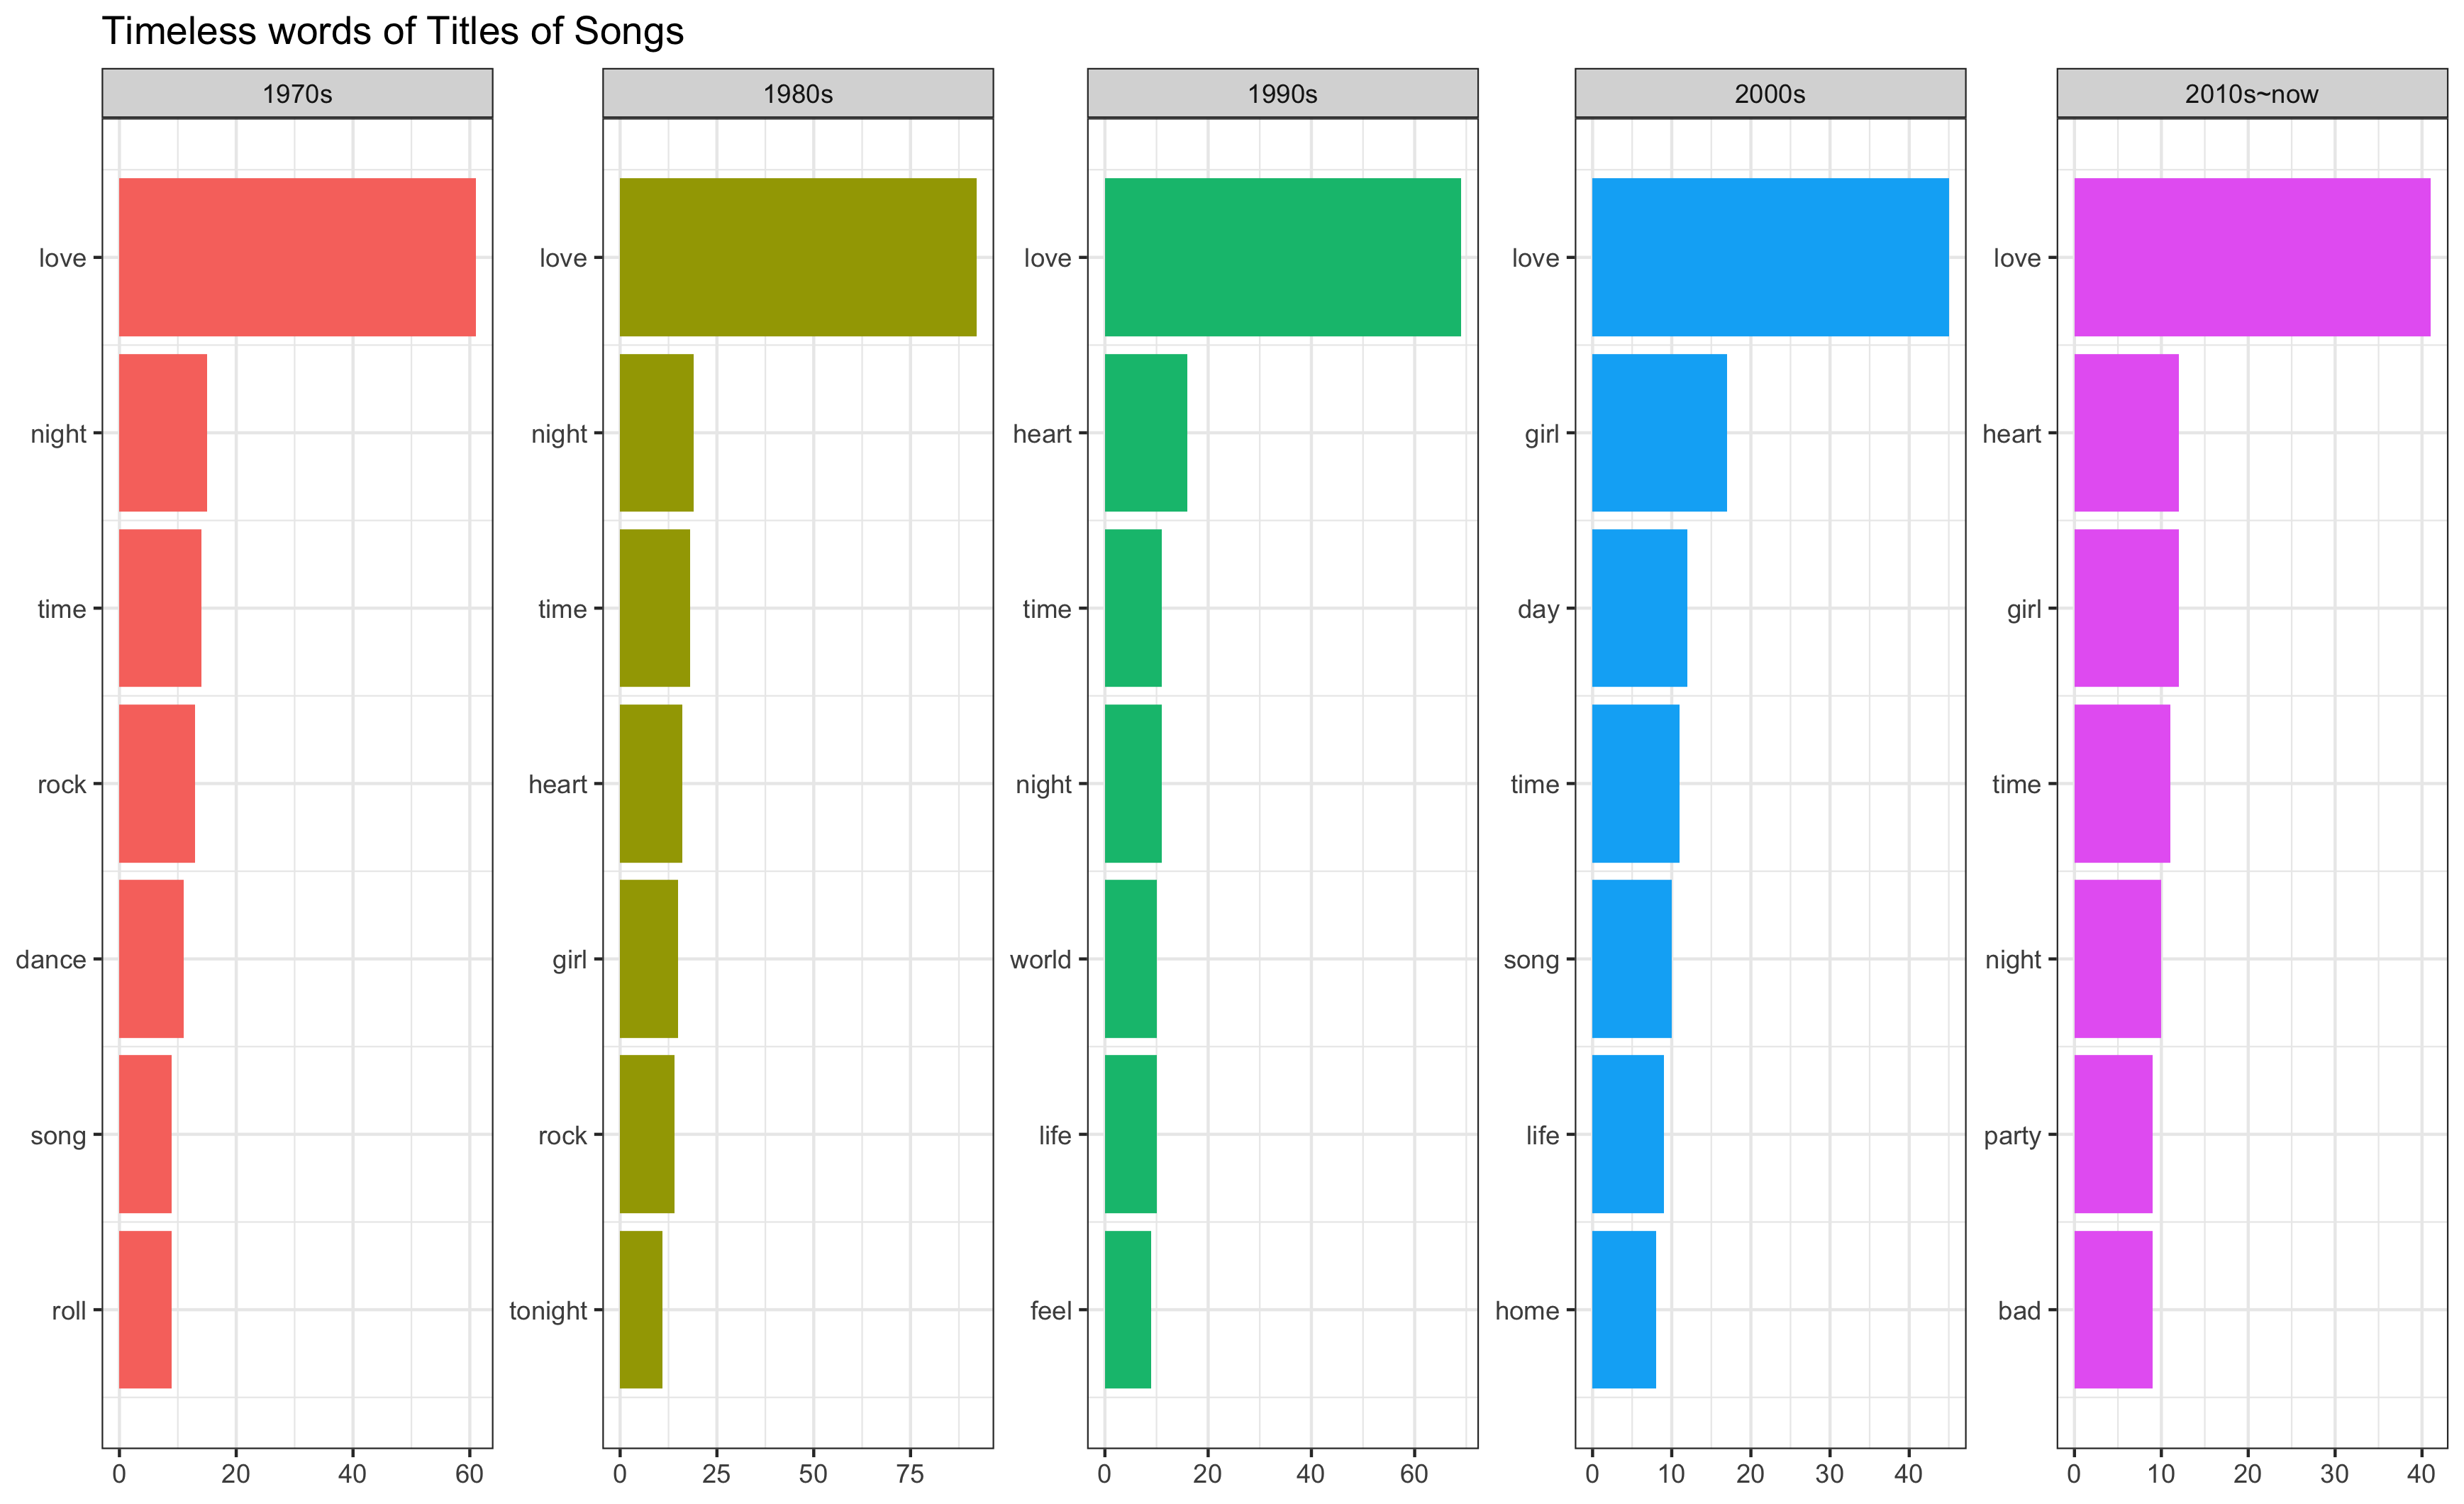 Timeless words of Titles of Songs
1970s
love
night
time
rock
dance
song
roll
0 20 40 60
1980s
love
night
time
heart
girl
rock
tonight
0 25 50 75
1990s
love
heart
time
night
world
life
feel
0 20 40 60
2000s
love
girl
day
time
song
life
home
0 10 20 30 40
2010s~now
love
heart
girl
time
night
party
bad
0 10 20 30 40